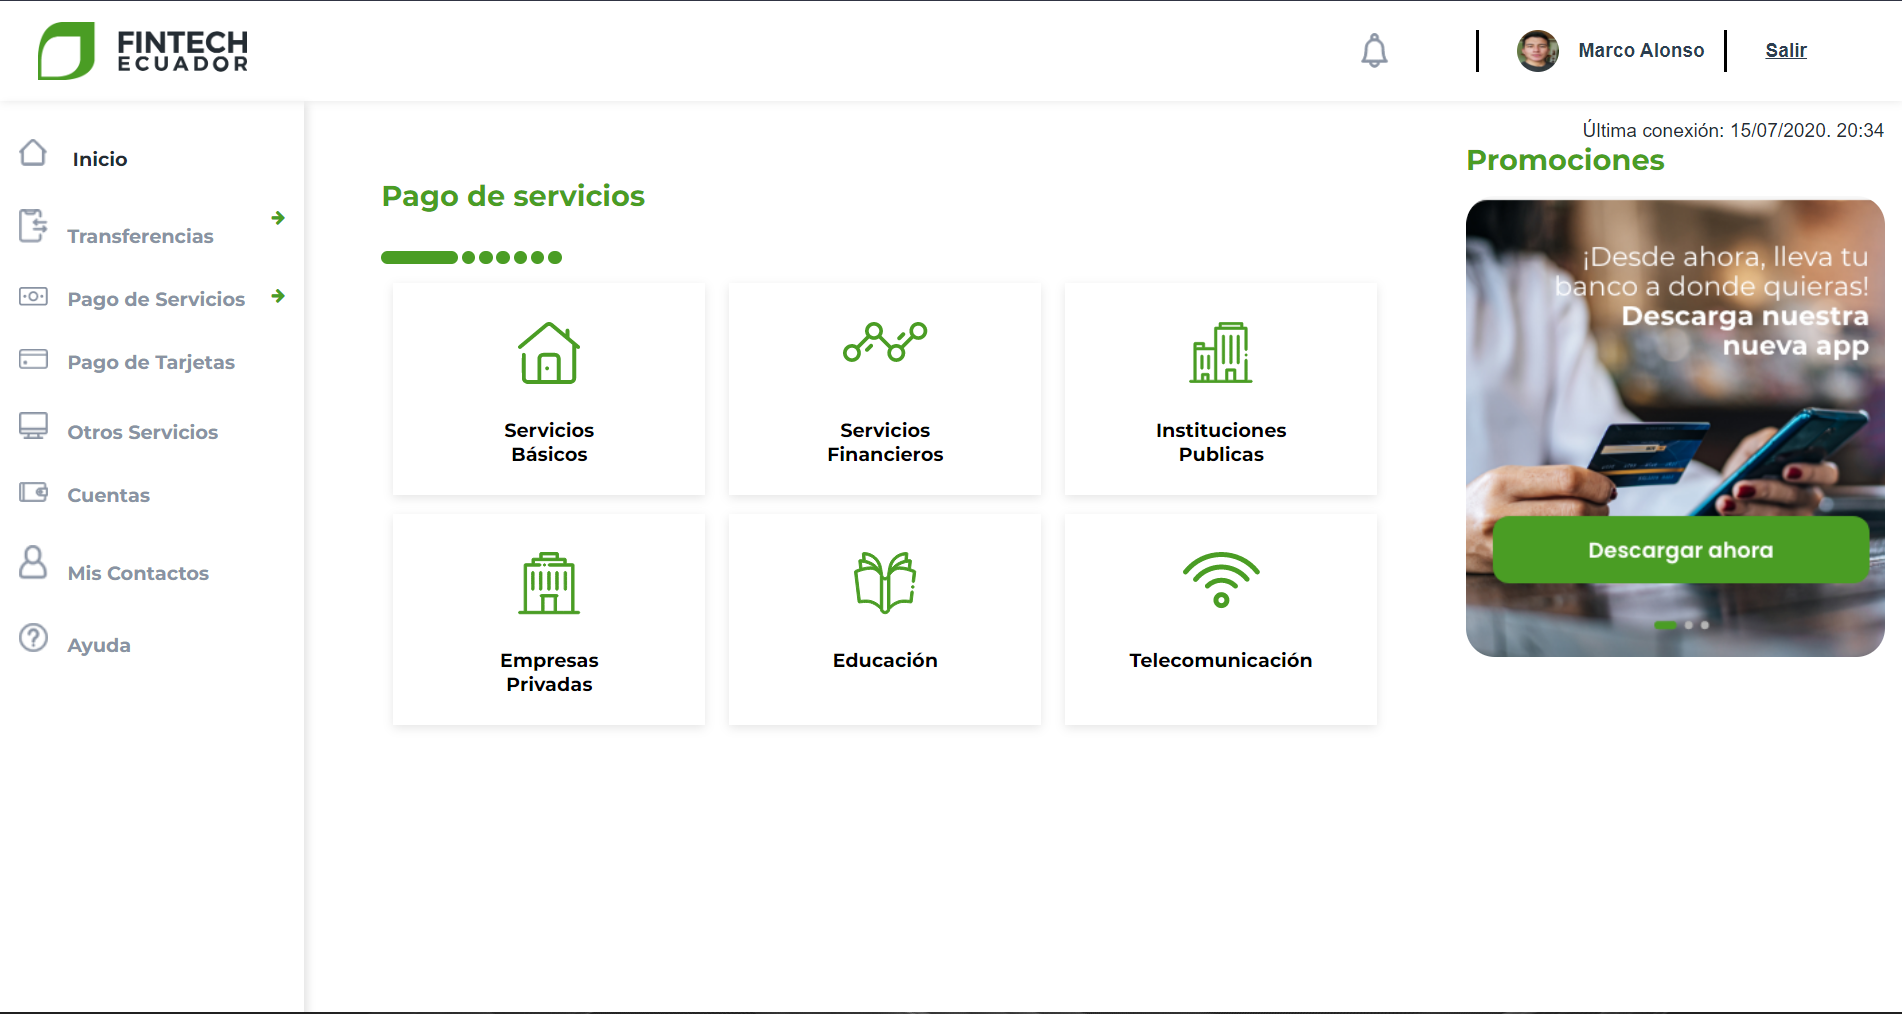 FINTECH
ECUADOR
Marco Alonso
Salir
Última conexión: 15/07/2020. 20:34
Inicio
Transferencias
Pago de Servicios
Pago de Tarjetas
Otros Servicios
Cuentas
Mis Contactos
Ayuda
Pago de servicios
Servicios
Básicos
Servicios
Financieros
Instituciones
Publicas
Empresas
Privadas
Educación
Telecomunicación
Promociones
¡Desde ahora, lleva tu
banco a donde quieras!
Descarga nuestra
nueva app
Descargar ahora